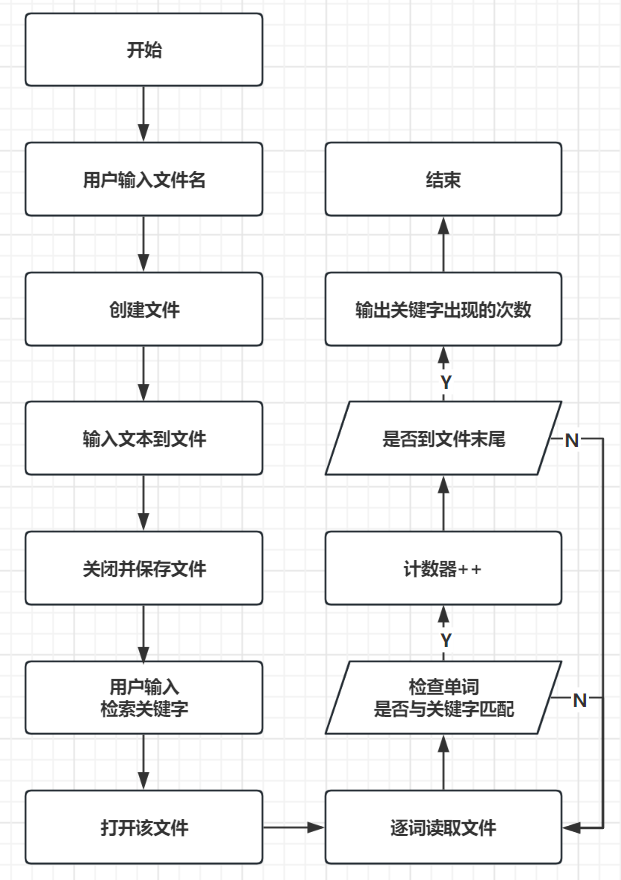 开始
用户输入文件名
创建文件
输入文本到文件
关闭并保存文件
用户输入
检索关键字
打开该文件
逐词读取文件
检查单词
是否与关键字匹配
N
Y
计数器++
是否到文件末尾
N
Y
输出关键字出现的次数
结束